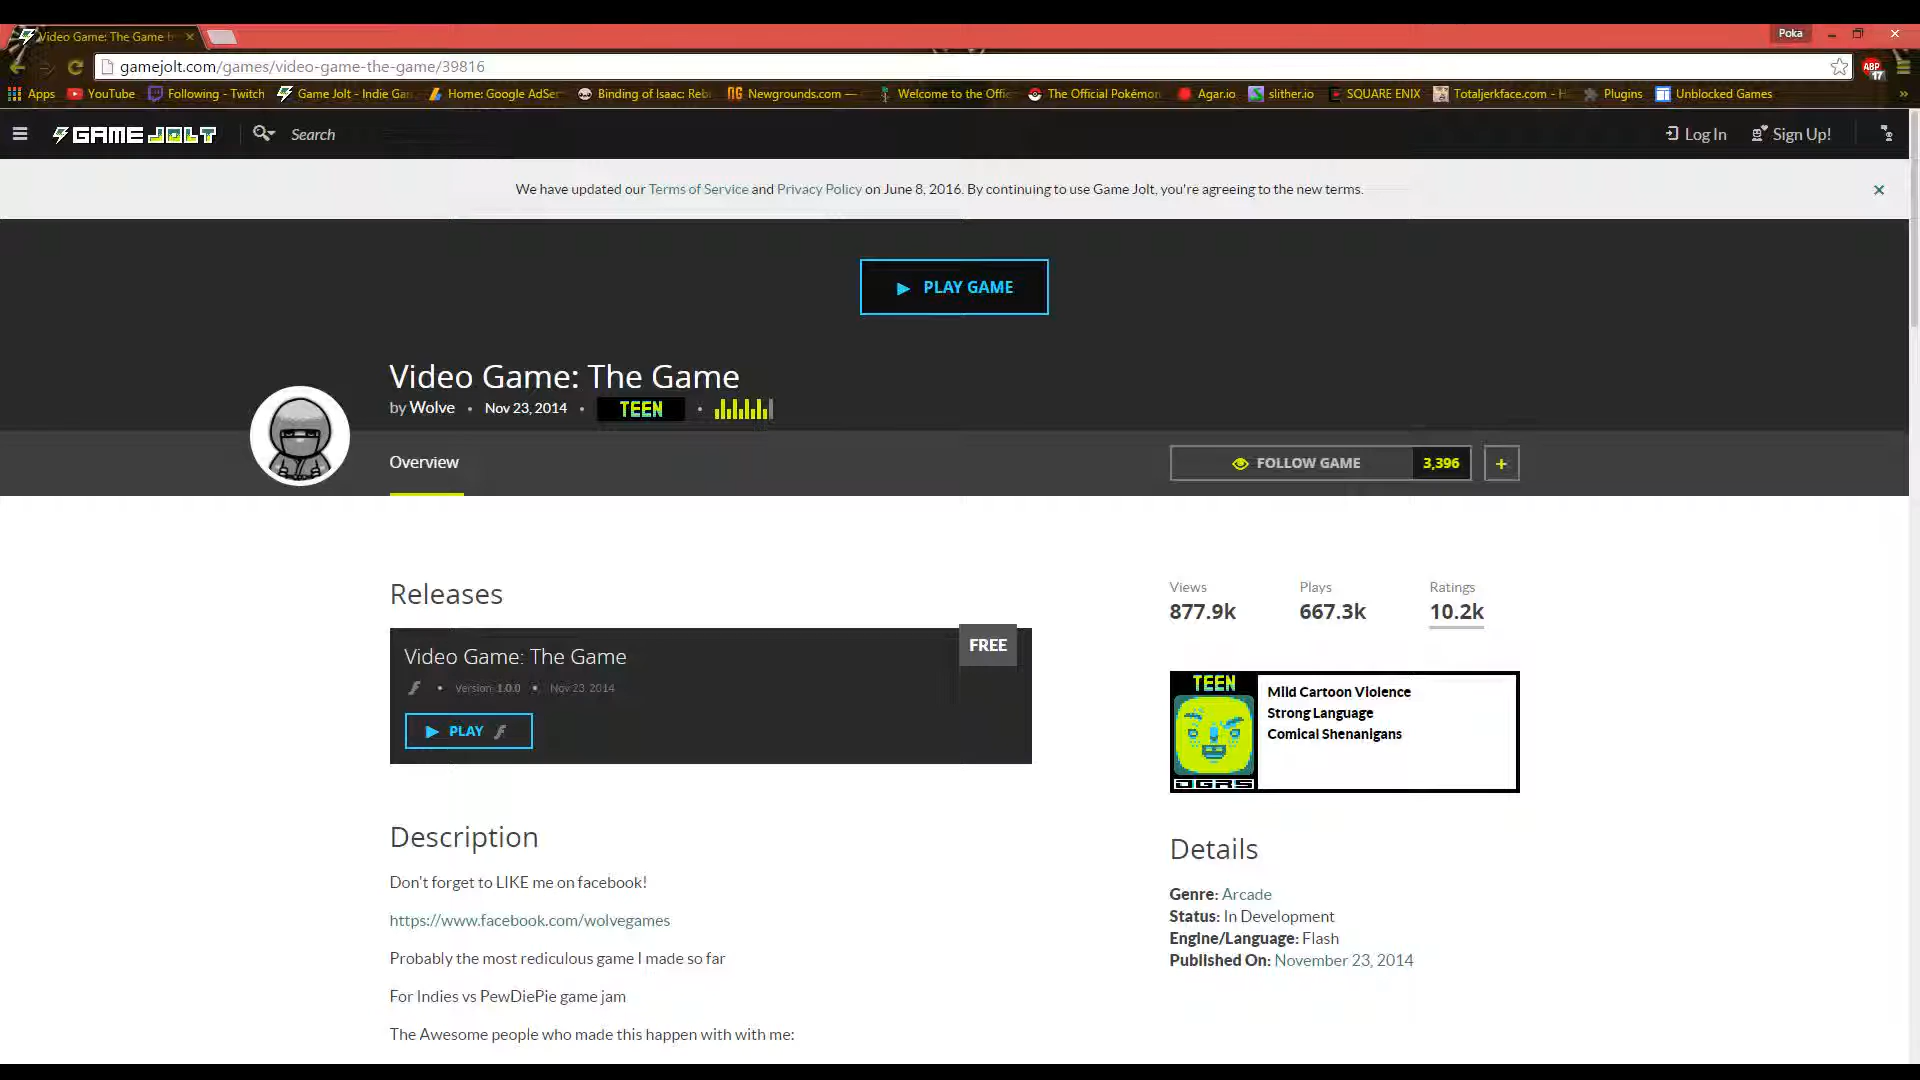 Video Game: The Game b
Poka
gamejolt.com/games/video-game-the-game/39816
ABP
17
Apps YouTube Following - Twitch Game Jolt - Indie Ga Home: Google AdSe Binding of Isaac: Reb Newgrounds.com — Welcome to the Offi The Official Pokémon Agar.io slither.io SQUARE ENIX Totaljerkface.com - H Plugins Unblocked Games »
GAME JOLT Search Log In Sign Up!
We have updated our Terms of Service and Privacy Policy on June 8, 2016. By continuing to use Game Jolt, you're agreeing to the new terms.
PLAY GAME
Video Game: The Game
by Wolve • Nov 23, 2014 • TEEN •
Overview
FOLLOW GAME 3,396 +
Releases
Video Game: The Game
FREE
Version: 1.0.0 • Nov 23, 2014
PLAY
Views Plays Ratings
877.9k 667.3k 10.2k
TEEN
DGRS
Mild Cartoon Violence
Strong Language
Comical Shenanigans
Description
Don't forget to LIKE me on facebook!
https://www.facebook.com/wolvegames
Probably the most rediculous game I made so far
For Indies vs PewDiePie game jam
The Awesome people who made this happen with with me:
Details
Genre: Arcade
Status: In Development
Engine/Language: Flash
Published On: November 23, 2014